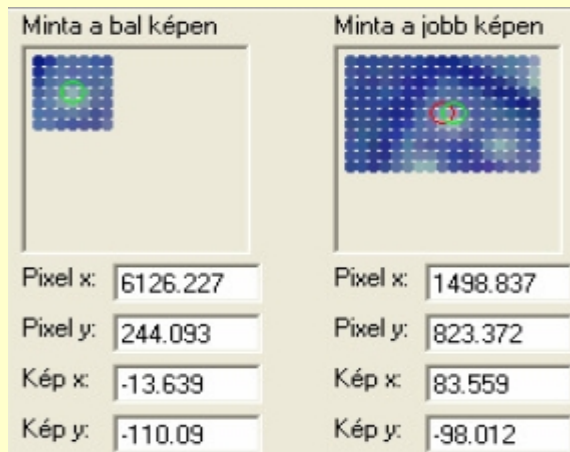 Minta a bal képen
Pixel x: 6126.227
Pixel y: 244.093
Kép x: -13.639
Kép y: -110.09
Minta a jobb képen
Pixel x: 1498.837
Pixel y: 823.372
Kép x: 83.559
Kép y: -98.012